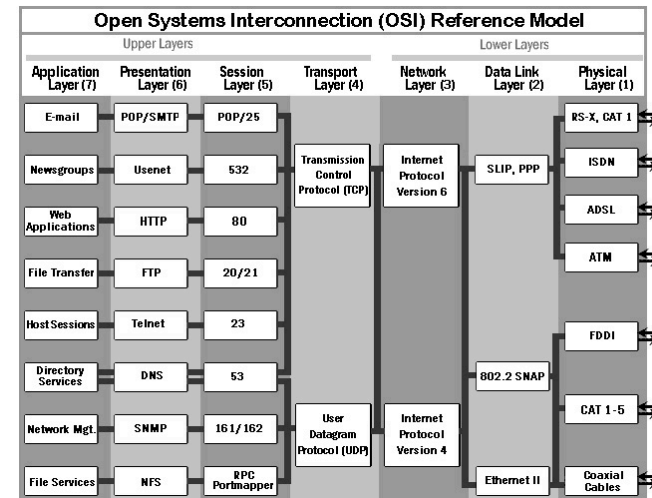 Open Systems Interconnection (OSI) Reference Model
Upper Layers
Lower Layers
Application
Layer (7)
Presentation
Layer (6)
Session
Layer (5)
Transport
Layer (4)
Network
Layer (3)
Data Link
Layer (2)
Physical
Layer (1)
E-mail
POP/SMTP
POP/25
RS-X, CAT 1
Newsgroups
Usenet
532
Transmission
Control
Protocol (TCP)
Internet
Protocol
Version 6
SLIP, PPP
ISDN
Web
Applications
HTTP
80
ADSL
File Transfer
FTP
20/21
ATM
Host Sessions
Telnet
23
FDDI
Directory
Services
DNS
53
802.2 SNAP
Network Mgt.
SNMP
161/162
User
Datagram
Protocol (UDP)
Internet
Protocol
Version 4
CAT 1-5
File Services
NFS
RPC
Portmapper
Ethernet II
Coaxial
Cables